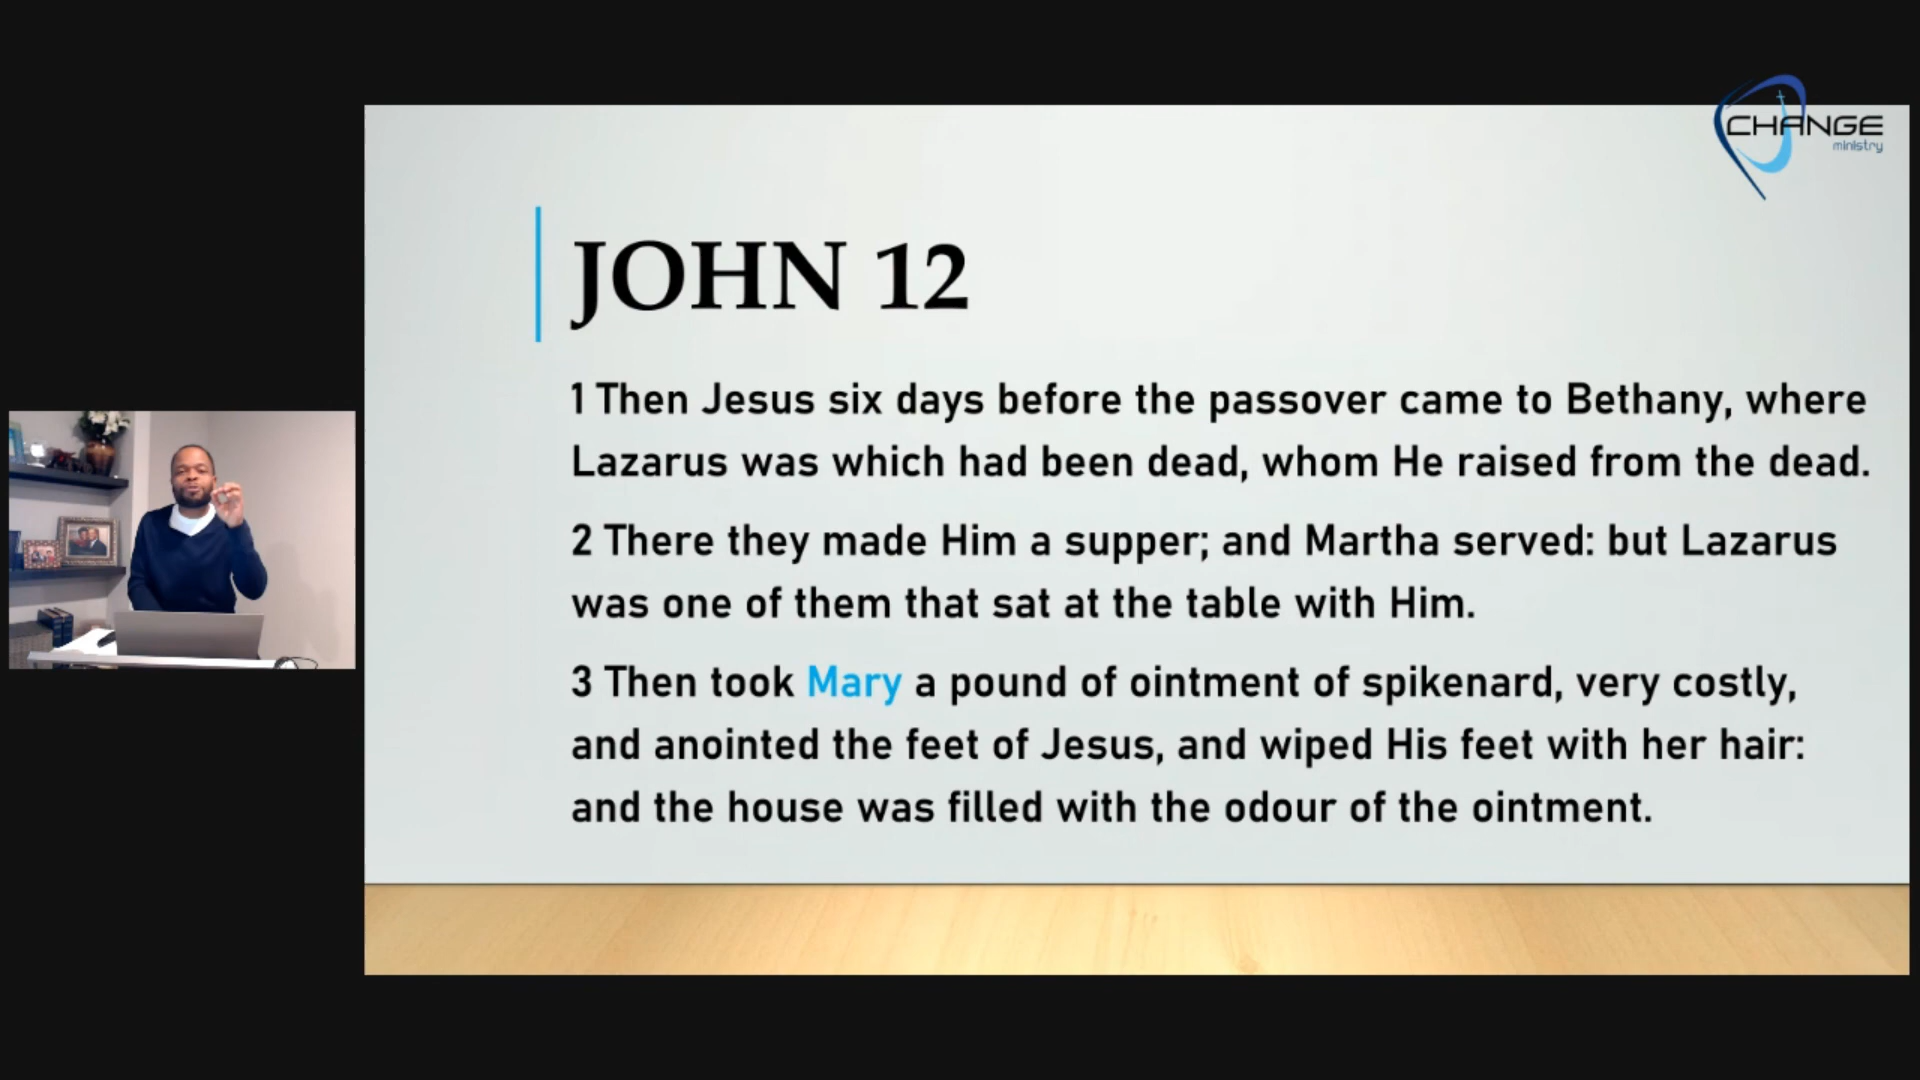 CHANGE
ministry
JOHN 12
1 Then Jesus six days before the passover came to Bethany, where
Lazarus was which had been dead, whom He raised from the dead.
2 There they made Him a supper; and Martha served: but Lazarus
was one of them that sat at the table with Him.
3 Then took Mary a pound of ointment of spikenard, very costly,
and anointed the feet of Jesus, and wiped His feet with her hair:
and the house was filled with the odour of the ointment.